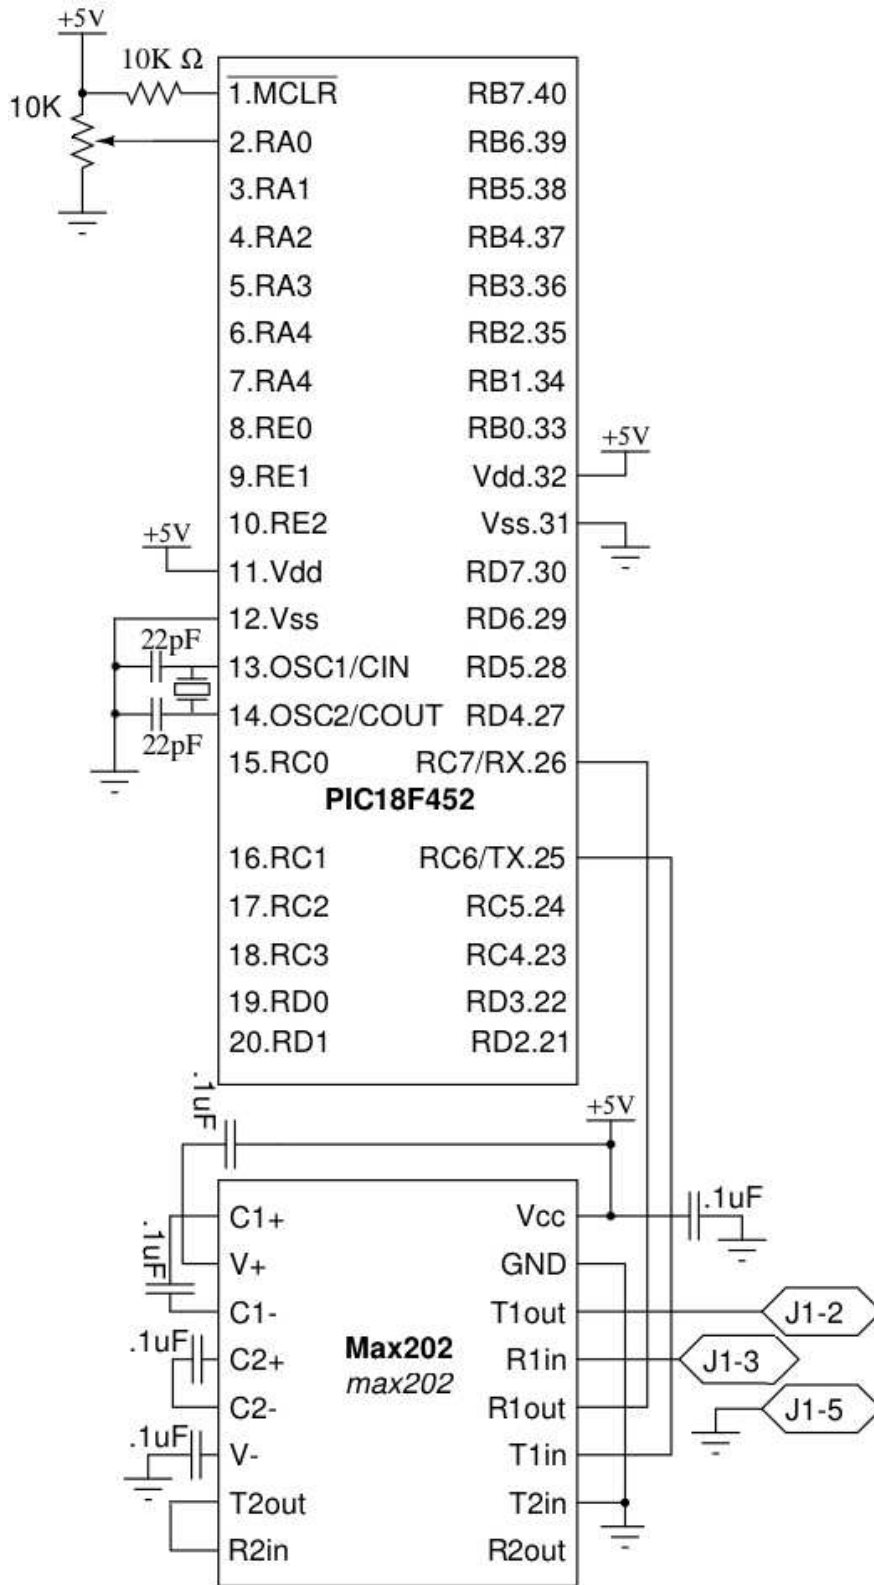 +5V
10K Ω
10K
1.MCLR
RB7.40
2.RA0
RB6.39
3.RA1
RB5.38
4.RA2
RB4.37
5.RA3
RB3.36
6.RA4
RB2.35
7.RA4
RB1.34
8.RE0
RB0.33
+5V
9.RE1
Vdd.32
10.RE2
Vss.31
+5V
11.Vdd
RD7.30
12.Vss
RD6.29
22pF
13.OSC1/CIN
RD5.28
14.OSC2/COUT
RD4.27
22pF
15.RC0
RC7/RX.26
PIC18F452
16.RC1
RC6/TX.25
17.RC2
RC5.24
18.RC3
RC4.23
19.RD0
RD3.22
20.RD1
RD2.21
.1uF
+5V
C1+
Vcc
.1uF
.1uF
V+
GND
C1-
T1out
J1-2
.1uF
C2+
Max202
R1in
J1-3
max202
C2-
R1out
J1-5
.1uF
V-
T1in
T2out
T2in
R2in
R2out